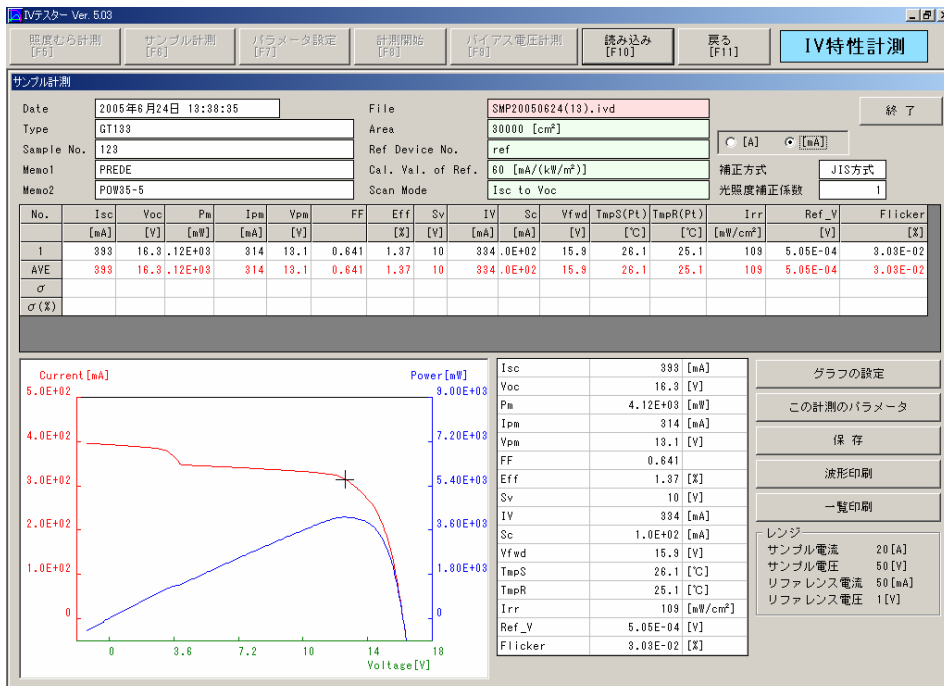 IVテスター Ver. 5.03
照度むら計測 [F5] サンプル計測 [F6] パラメータ設定 [F7] 計測開始 [F8] バイアス電圧計測 [F9] 読み込み [F10] 戻る [F11] IV特性計測
サンプル計測
Date 2005年6月24日 13:38:35 File SMP20050624(13).ivd 終 了
Type GT133 Area 30000 [cm²]
Sample No. 123 Ref Device No. ref [A] [mA]
Memo1 PREDE Cal. Val. of Ref. 60 [mA/(kW/m²)] 補正方式 JIS方式
Memo2 POW35-5 Scan Mode Isc to Voc 光照度補正係数 1
No. Isc Voc Pm Ipm Vpm FF Eff Sv IV Sc Vfwd TmpS(Pt) TmpR(Pt) Irr Ref_V Flicker
[mA] [V] [mW] [mA] [V] [%] [V] [mA] [mA] [V] [℃] [℃] [mW/cm²] [V] [%]
1 393 16.3 .12E+03 314 13.1 0.641 1.37 10 334 .0E+02 15.9 26.1 25.1 109 5.05E-04 3.03E-02
AVE 393 16.3 .12E+03 314 13.1 0.641 1.37 10 334 .0E+02 15.9 26.1 25.1 109 5.05E-04 3.03E-02
σ
σ(%)
Current[mA] Power[mW]
5.0E+02 9.00E+03
4.0E+02 7.20E+03
3.0E+02 5.40E+03
2.0E+02 3.60E+03
1.0E+02 1.80E+03
0 0
0 3.6 7.2 10 14 18
Voltage[V]
Isc 393 [mA]
Voc 16.3 [V]
Pm 4.12E+03 [mW]
Ipm 314 [mA]
Vpm 13.1 [V]
FF 0.641
Eff 1.37 [%]
Sv 10 [V]
IV 334 [mA]
Sc 1.0E+02 [mA]
Vfwd 15.9 [V]
TmpS 26.1 [℃]
TmpR 25.1 [℃]
Irr 109 [mW/cm²]
Ref_V 5.05E-04 [V]
Flicker 3.03E-02 [%]
グラフの設定
この計測のパラメータ
保 存
波形印刷
一覧印刷
レンジ
サンプル電流 20[A]
サンプル電圧 50[V]
リファレンス電流 50[mA]
リファレンス電圧 1[V]